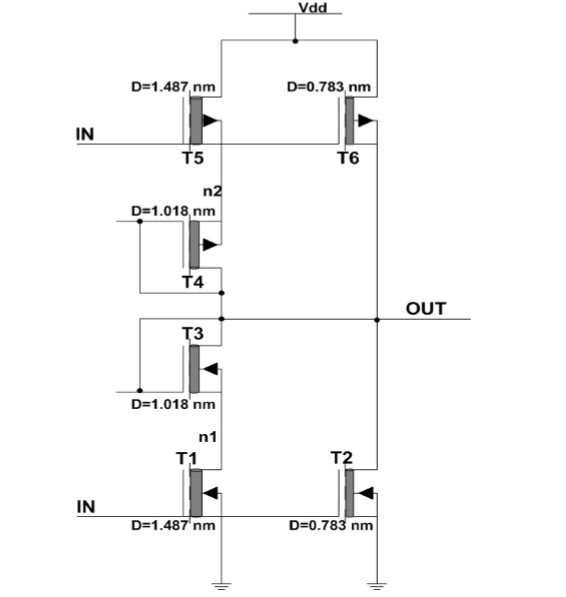 Vdd
D=1.487 nm
D=0.783 nm
IN
T5
T6
n2
D=1.018 nm
T4
OUT
T3
D=1.018 nm
n1
T1
T2
IN
D=1.487 nm
D=0.783 nm